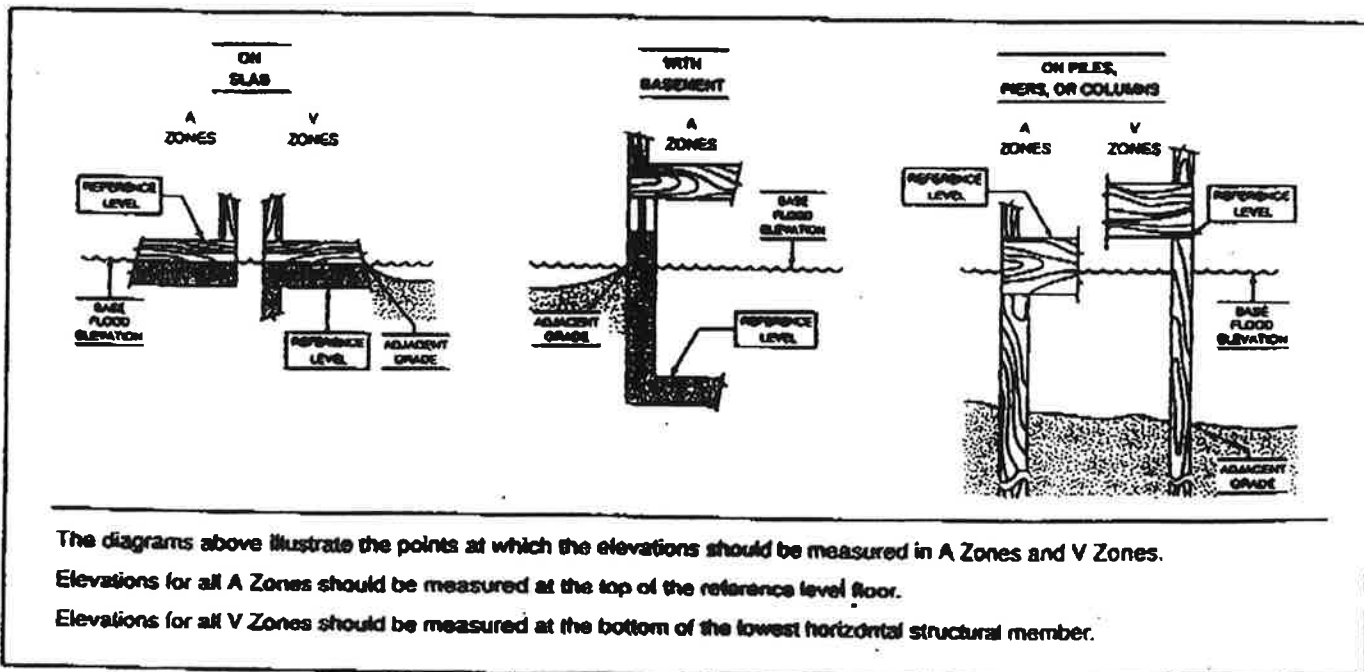 ON
SLAB
A
ZONES
V
ZONES
REFERENCE
LEVEL
BASE
FLOOD
ELEVATION
REFERENCE
LEVEL
ADJACENT
GRADE
WITH
BASEMENT
A
ZONES
BASE
FLOOD
ELEVATION
ADJACENT
GRADE
REFERENCE
LEVEL
ON PILES,
PIERS, OR COLUMNS
A
ZONES
V
ZONES
REFERENCE
LEVEL
REFERENCE
LEVEL
BASE
FLOOD
ELEVATION
ADJACENT
GRADE
The diagrams above illustrate the points at which the elevations should be measured in A Zones and V Zones.
Elevations for all A Zones should be measured at the top of the reference level floor.
Elevations for all V Zones should be measured at the bottom of the lowest horizontal structural member.